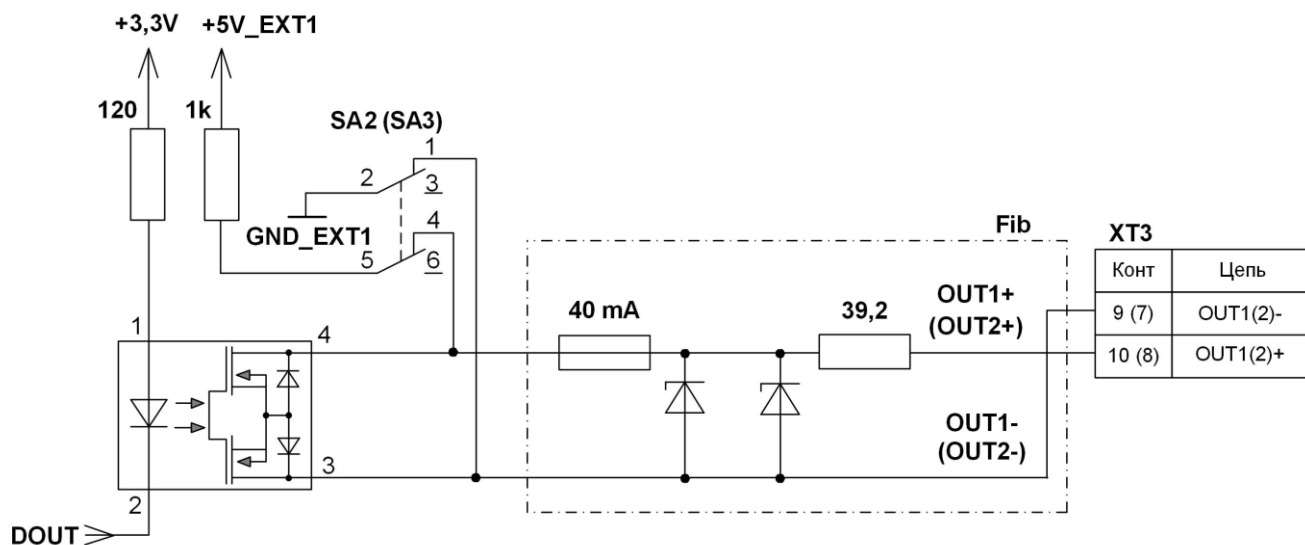 +3,3V
+5V_EXT1
120
1k
SA2 (SA3)
1
2
3
GND_EXT1
4
5
6
Fib
XT3
Конт
Цепь
40 mA
39,2
OUT1+
(OUT2+)
9 (7)
OUT1(2)-
10 (8)
OUT1(2)+
1
4
OUT1-
(OUT2-)
3
2
DOUT